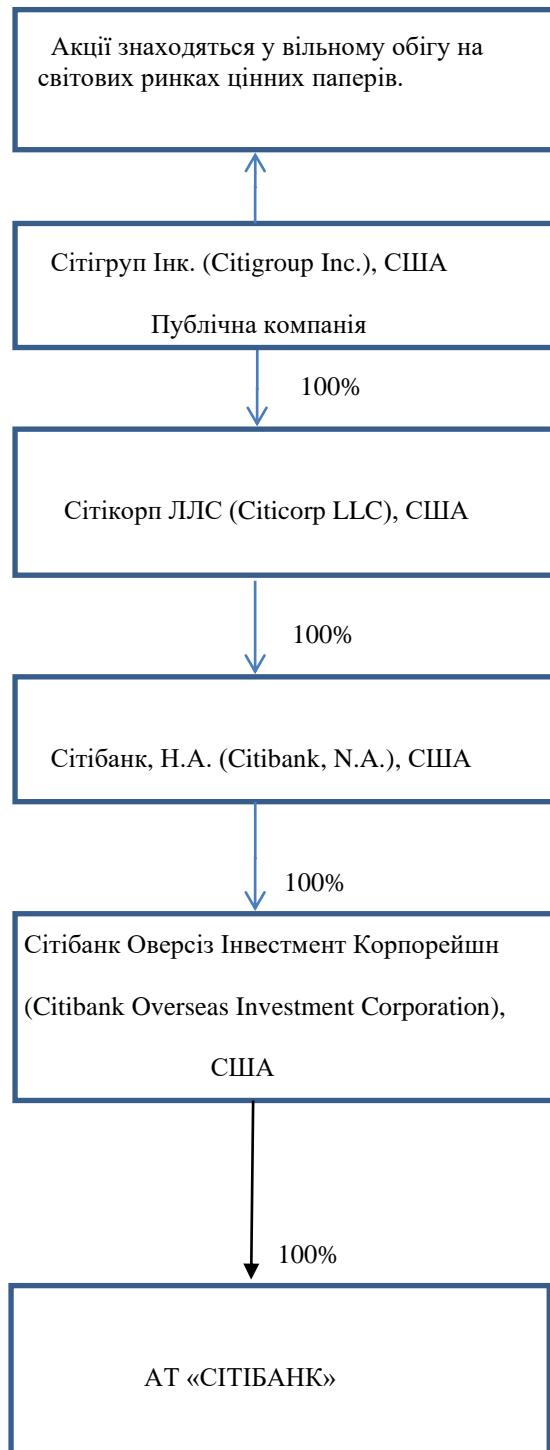 Акції знаходяться у вільному обігу на
світових ринках цінних паперів.
Сітігруп Інк. (Citigroup Inc.), США
Публічна компанія
100%
Сітікорп ЛЛС (Citicorp LLC), США
100%
Сітібанк, Н.А. (Citibank, N.A.), США
100%
Сітібанк Оверсіз Інвестмент Корпорейшн
(Citibank Overseas Investment Corporation),
США
100%
АТ «СІТІБАНК»